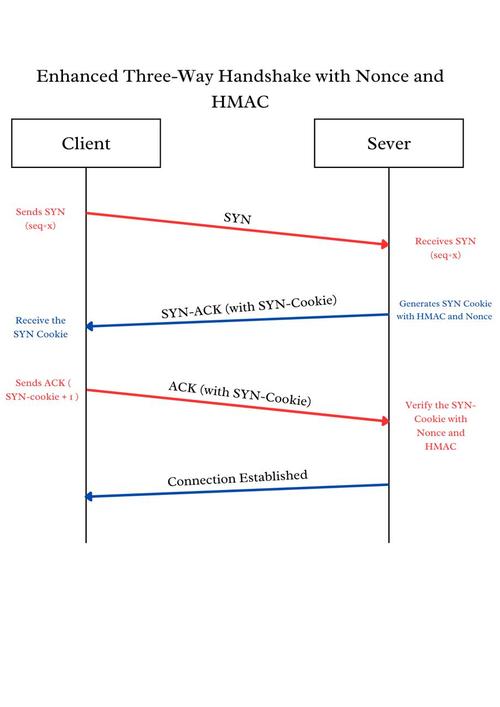 Enhanced Three-Way Handshake with Nonce and
HMAC
Client
Sever
Sends SYN
(seq=x)
SYN
Receives SYN
(seq=x)
Generates SYN Cookie
with HMAC and Nonce
SYN-ACK (with SYN-Cookie)
Receive the
SYN Cookie
Sends ACK (
SYN-cookie + 1 )
ACK (with SYN-Cookie)
Verify the SYN-
Cookie with
Nonce and
HMAC
Connection Established